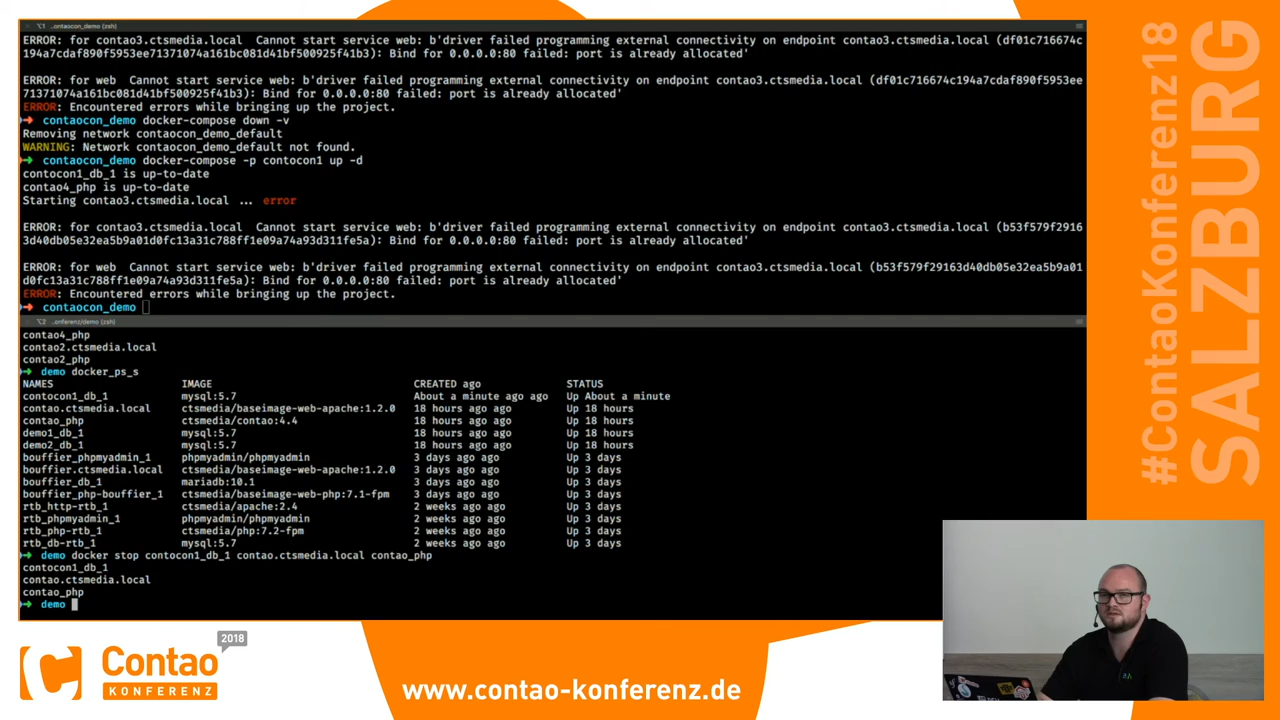 ..ontaocon_demo (zsh)
ERROR: for contao3.ctsmedia.local  Cannot start service web: b'driver failed programming external connectivity on endpoint contao3.ctsmedia.local (df01c716674c
194a7cdaf890f5953ee71371074a161bc081d41bf500925f41b3): Bind for 0.0.0.0:80 failed: port is already allocated'
ERROR: for web  Cannot start service web: b'driver failed programming external connectivity on endpoint contao3.ctsmedia.local (df01c716674c194a7cdaf890f5953ee
71371074a161bc081d41bf500925f41b3): Bind for 0.0.0.0:80 failed: port is already allocated'
ERROR: Encountered errors while bringing up the project.
➜ contaocon_demo docker-compose down -v
Removing network contaocon_demo_default
WARNING: Network contaocon_demo_default not found.
➜ contaocon_demo docker-compose -p contocon1 up -d
contocon1_db_1 is up-to-date
contao4_php is up-to-date
Starting contao3.ctsmedia.local ... error
ERROR: for contao3.ctsmedia.local  Cannot start service web: b'driver failed programming external connectivity on endpoint contao3.ctsmedia.local (b53f579f2916
3d40db05e32ea5b9a01d0fc13a31c788ff1e09a74a93d311fe5a): Bind for 0.0.0.0:80 failed: port is already allocated'
ERROR: for web  Cannot start service web: b'driver failed programming external connectivity on endpoint contao3.ctsmedia.local (b53f579f29163d40db05e32ea5b9a01
d0fc13a31c788ff1e09a74a93d311fe5a): Bind for 0.0.0.0:80 failed: port is already allocated'
ERROR: Encountered errors while bringing up the project.
➜ contaocon_demo
..onferenz/demo (zsh)
contao4_php
contao2.ctsmedia.local
contao2_php
➜ demo docker_ps_s
NAMES IMAGE CREATED ago STATUS
contocon1_db_1 mysql:5.7 About a minute ago ago Up About a minute
contao.ctsmedia.local ctsmedia/baseimage-web-apache:1.2.0 18 hours ago ago Up 18 hours
contao_php ctsmedia/contao:4.4 18 hours ago ago Up 18 hours
demo1_db_1 mysql:5.7 18 hours ago ago Up 18 hours
demo2_db_1 mysql:5.7 18 hours ago ago Up 18 hours
bouffier_phpmyadmin_1 phpmyadmin/phpmyadmin 3 days ago ago Up 3 days
bouffier.ctsmedia.local ctsmedia/baseimage-web-apache:1.2.0 3 days ago ago Up 3 days
bouffier_db_1 mariadb:10.1 3 days ago ago Up 3 days
bouffier_php-bouffier_1 ctsmedia/baseimage-web-php:7.1-fpm 3 days ago ago Up 3 days
rtb_http-rtb_1 ctsmedia/apache:2.4 2 weeks ago ago Up 3 days
rtb_phpmyadmin_1 phpmyadmin/phpmyadmin 2 weeks ago ago Up 3 days
rtb_php-rtb_1 ctsmedia/php:7.2-fpm 2 weeks ago ago Up 3 days
rtb_db-rtb_1 mysql:5.7 2 weeks ago ago Up 3 days
➜ demo docker stop contocon1_db_1 contao.ctsmedia.local contao_php
contocon1_db_1
contao.ctsmedia.local
contao_php
➜ demo
#ContaoKonferenz18
SALZBURG
2018
Contao
KONFERENZ
www.contao-konferenz.de